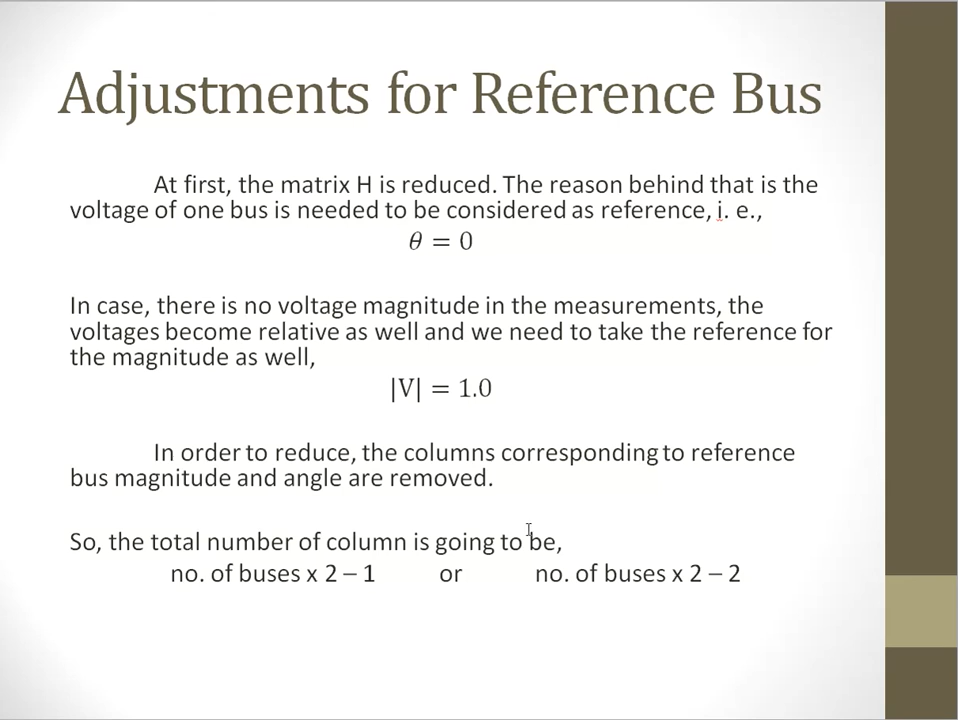 Adjustments for Reference Bus
At first, the matrix H is reduced. The reason behind that is the
voltage of one bus is needed to be considered as reference, i. e.,
θ = 0
In case, there is no voltage magnitude in the measurements, the
voltages become relative as well and we need to take the reference for
the magnitude as well,
|V| = 1.0
In order to reduce, the columns corresponding to reference
bus magnitude and angle are removed.
So, the total number of column is going to be,
no. of buses x 2 – 1 or no. of buses x 2 – 2